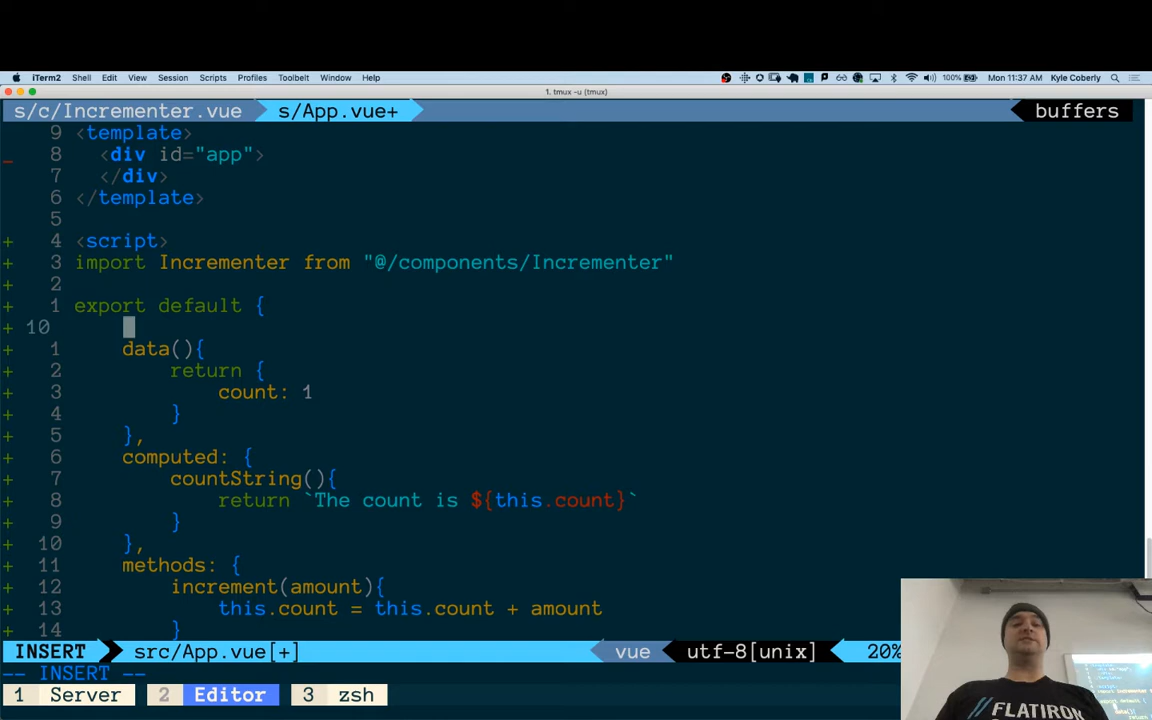 iTerm2 Shell Edit View Session Scripts Profiles Toolbelt Window Help 100% Mon 11:37 AM Kyle Coberly
1. tmux -u (tmux)
s/c/Incrementer.vue s/App.vue+ buffers
9 <template>
8 <div id="app">
7 </div>
6 </template>
5
+ 4 <script>
+ 3 import Incrementer from "@/components/Incrementer"
+ 2
+ 1 export default {
+ 10
+ 1 data(){
+ 2 return {
+ 3 count: 1
+ 4 }
+ 5 },
+ 6 computed: {
+ 7 countString(){
+ 8 return `The count is ${this.count}`
+ 9 }
+ 10 },
+ 11 methods: {
+ 12 increment(amount){
+ 13 this.count = this.count + amount
+ 14 }
INSERT src/App.vue[+] vue utf-8[unix] 20%
-- INSERT --
1 Server 2 Editor 3 zsh
// FLATIRON